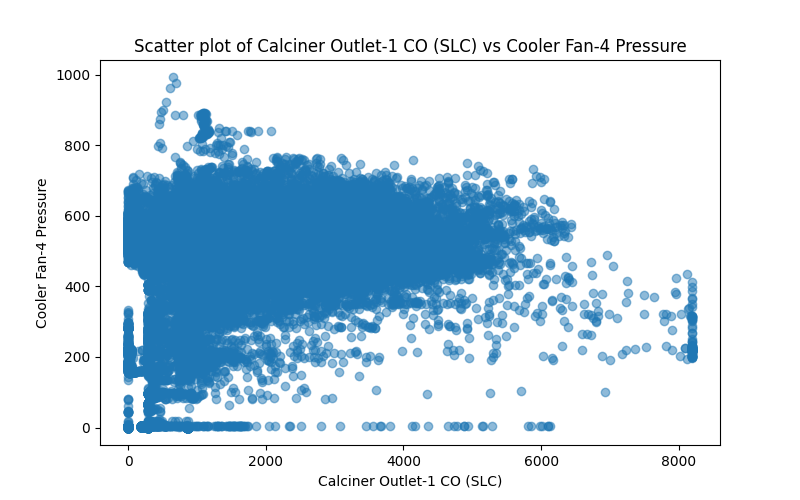 Scatter plot of Calciner Outlet-1 CO (SLC) vs Cooler Fan-4 Pressure
1000
800
600
400
200
0
Cooler Fan-4 Pressure
0 2000 4000 6000 8000
Calciner Outlet-1 CO (SLC)